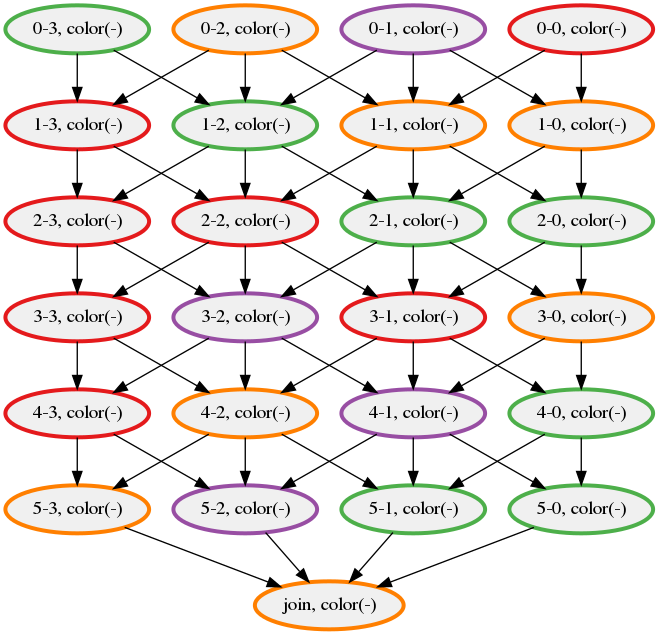 0-3, color(-)
0-2, color(-)
0-1, color(-)
0-0, color(-)
1-3, color(-)
1-2, color(-)
1-1, color(-)
1-0, color(-)
2-3, color(-)
2-2, color(-)
2-1, color(-)
2-0, color(-)
3-3, color(-)
3-2, color(-)
3-1, color(-)
3-0, color(-)
4-3, color(-)
4-2, color(-)
4-1, color(-)
4-0, color(-)
5-3, color(-)
5-2, color(-)
5-1, color(-)
5-0, color(-)
join, color(-)